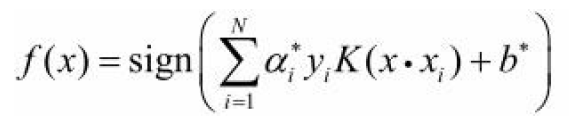 f(x) = sign( ∑_{i=1}^{N} α_i^* y_i K(x • x_i) + b^* )